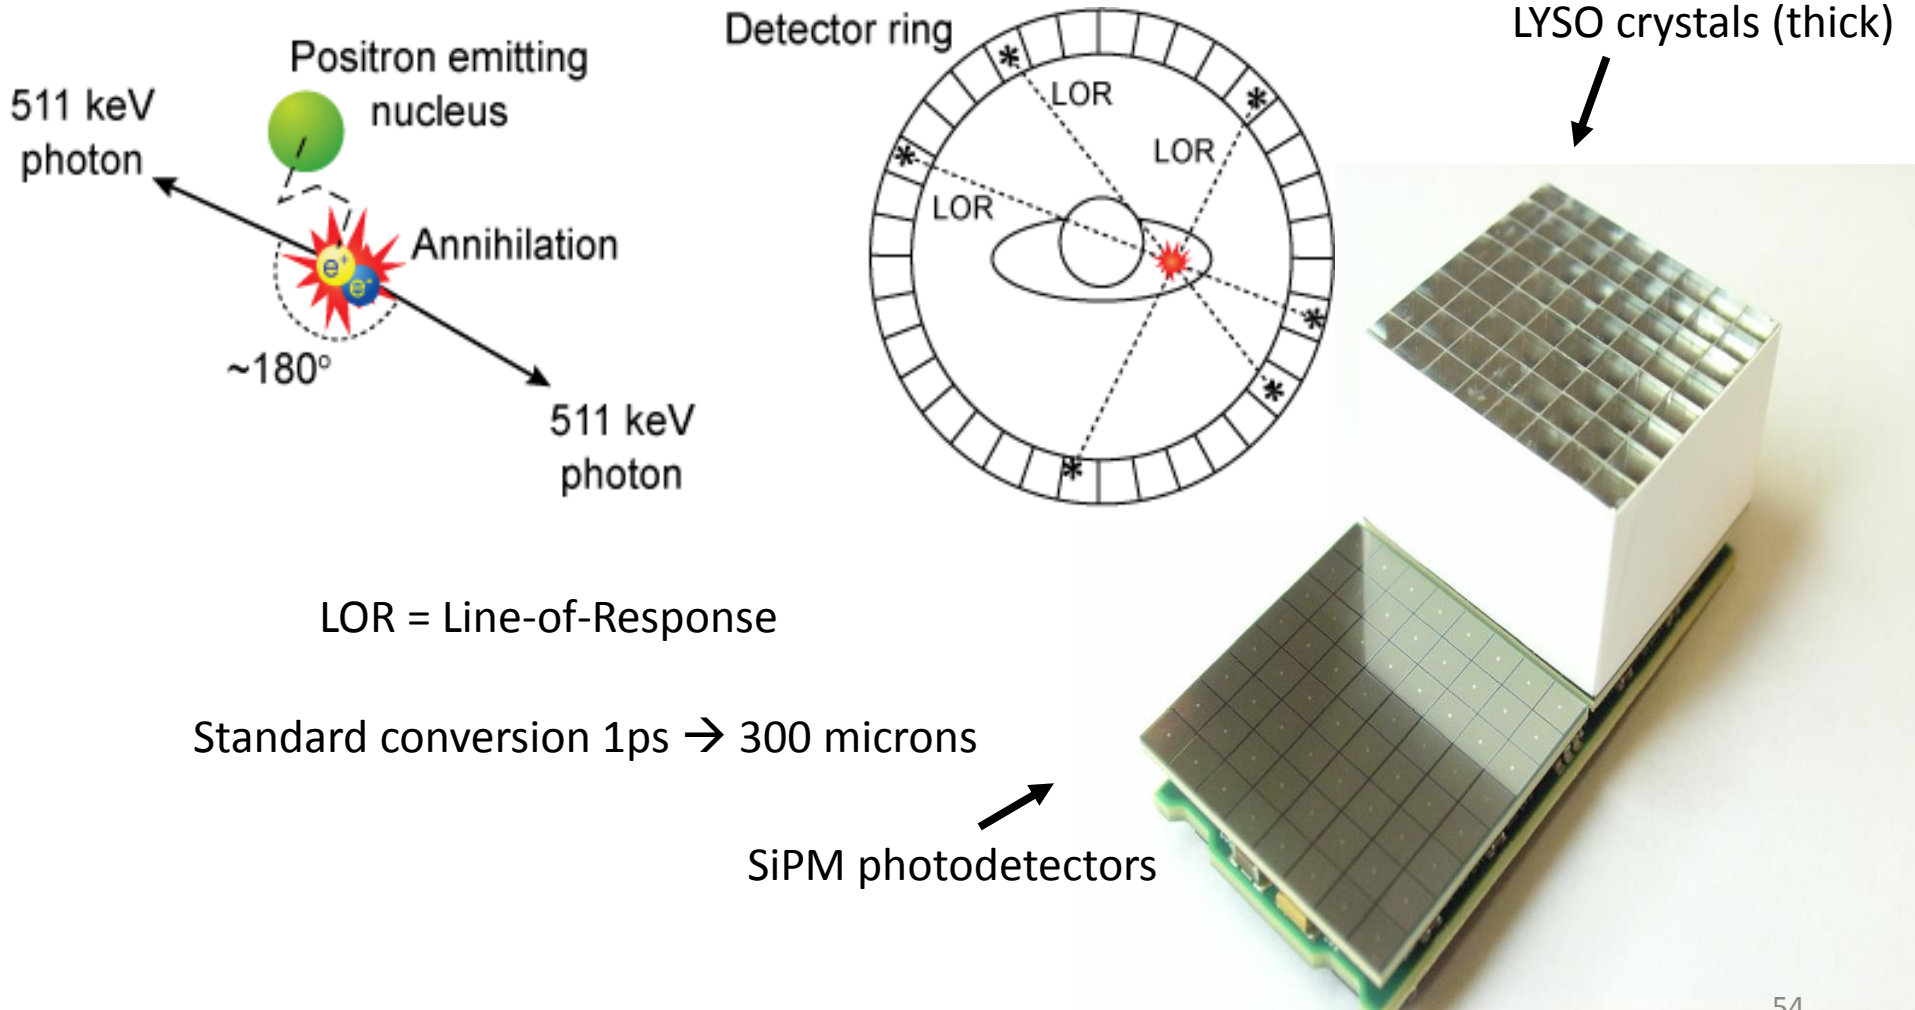 Positron emitting
nucleus
511 keV
photon
Annihilation
e⁺
e⁻
~180°
511 keV
photon
Detector ring
LOR
LOR
LOR
LYSO crystals (thick)
LOR = Line-of-Response
Standard conversion 1ps → 300 microns
SiPM photodetectors
54